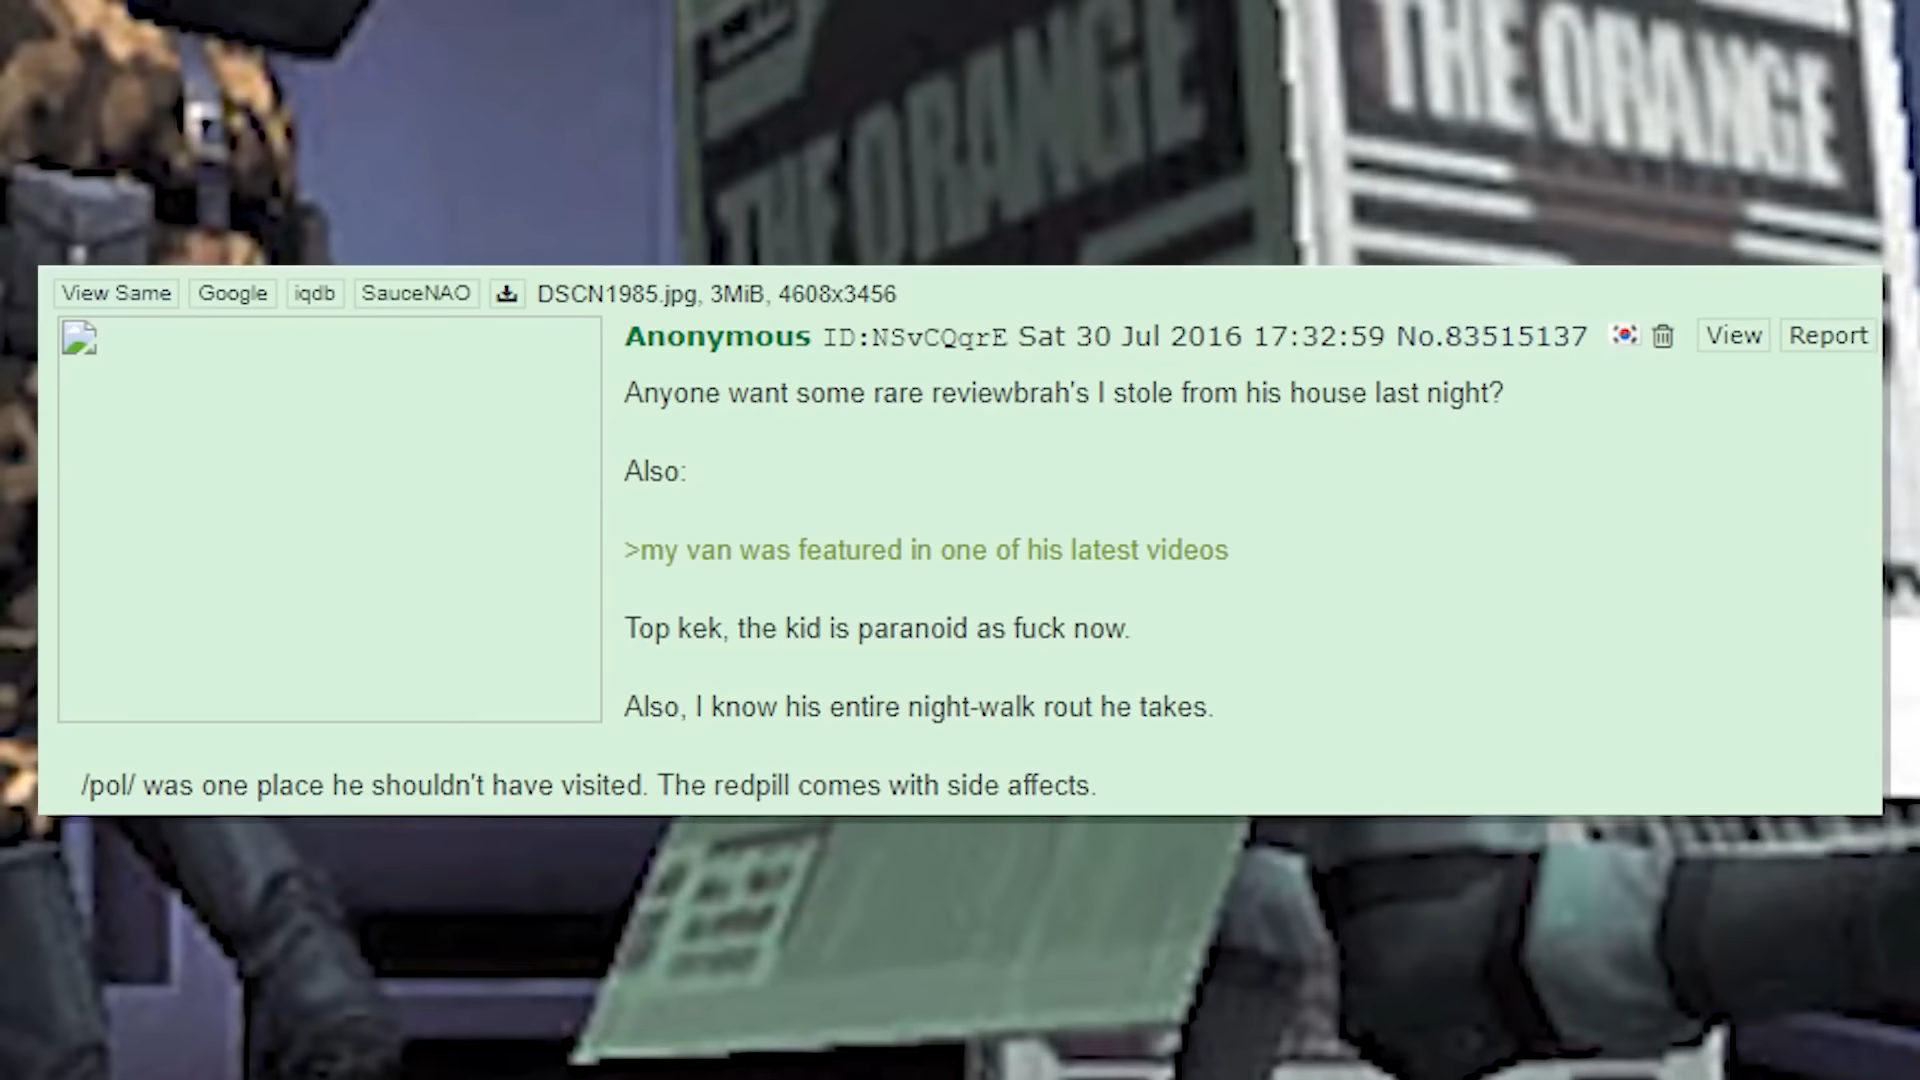 THE ORANGE
THE ORANGE
View Same Google iqdb SauceNAO DSCN1985.jpg, 3MiB, 4608x3456
Anonymous ID:NSvCQqrE Sat 30 Jul 2016 17:32:59 No.83515137 View Report
Anyone want some rare reviewbrah's I stole from his house last night?
Also:
>my van was featured in one of his latest videos
Top kek, the kid is paranoid as fuck now.
Also, I know his entire night-walk rout he takes.
/pol/ was one place he shouldn't have visited. The redpill comes with side affects.